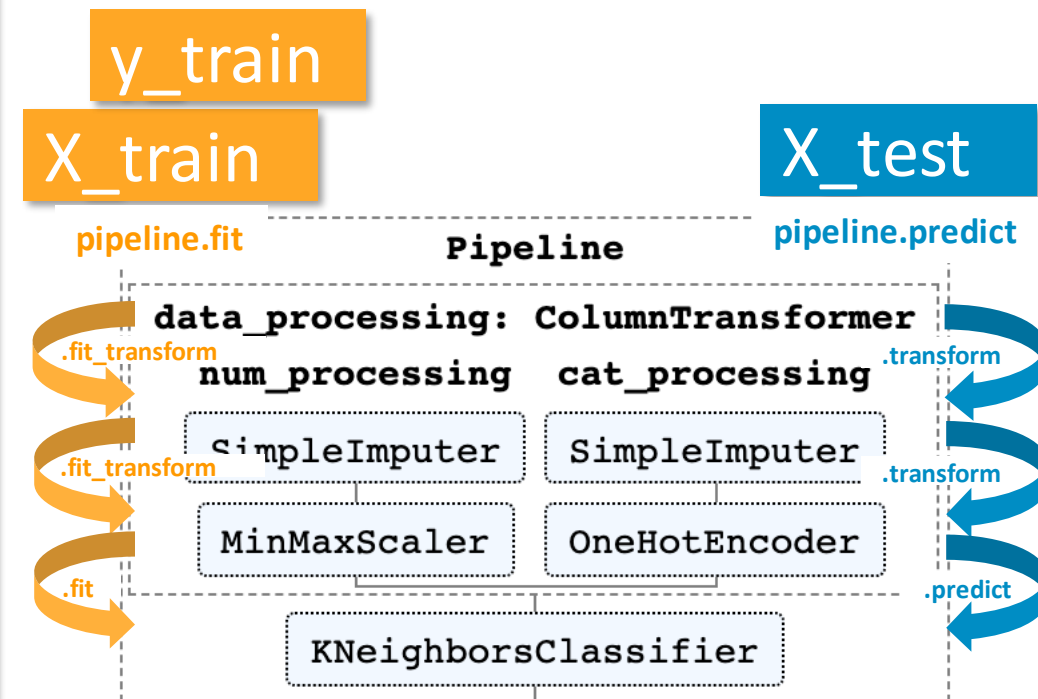 y_train
X_train
X_test
pipeline.fit
Pipeline
pipeline.predict
data_processing: ColumnTransformer
.fit_transform
.transform
num_processing cat_processing
SimpleImputer SimpleImputer
.fit_transform
.transform
MinMaxScaler OneHotEncoder
.fit
.predict
KNeighborsClassifier